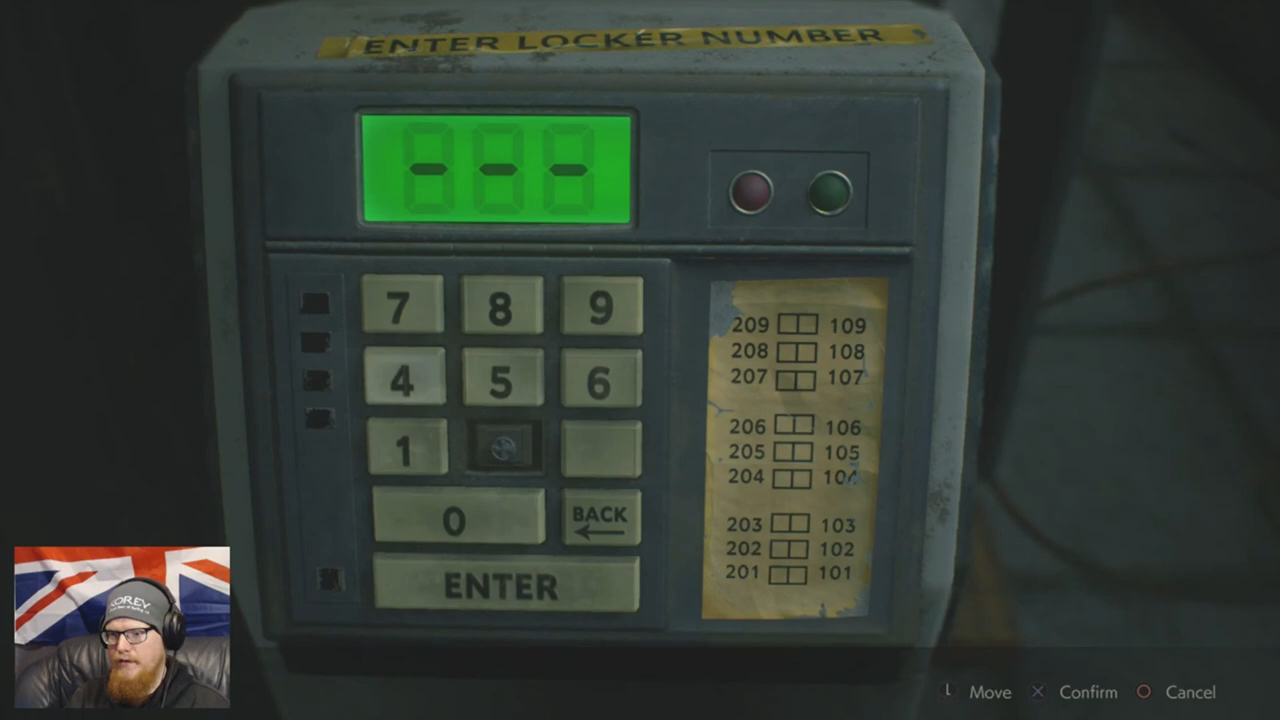 ENTER LOCKER NUMBER
- - -
7 8 9
4 5 6
1
0 BACK
ENTER
209 109
208 108
207 107
206 106
205 105
204 104
203 103
202 102
201 101
KOREV
L Move X Confirm O Cancel